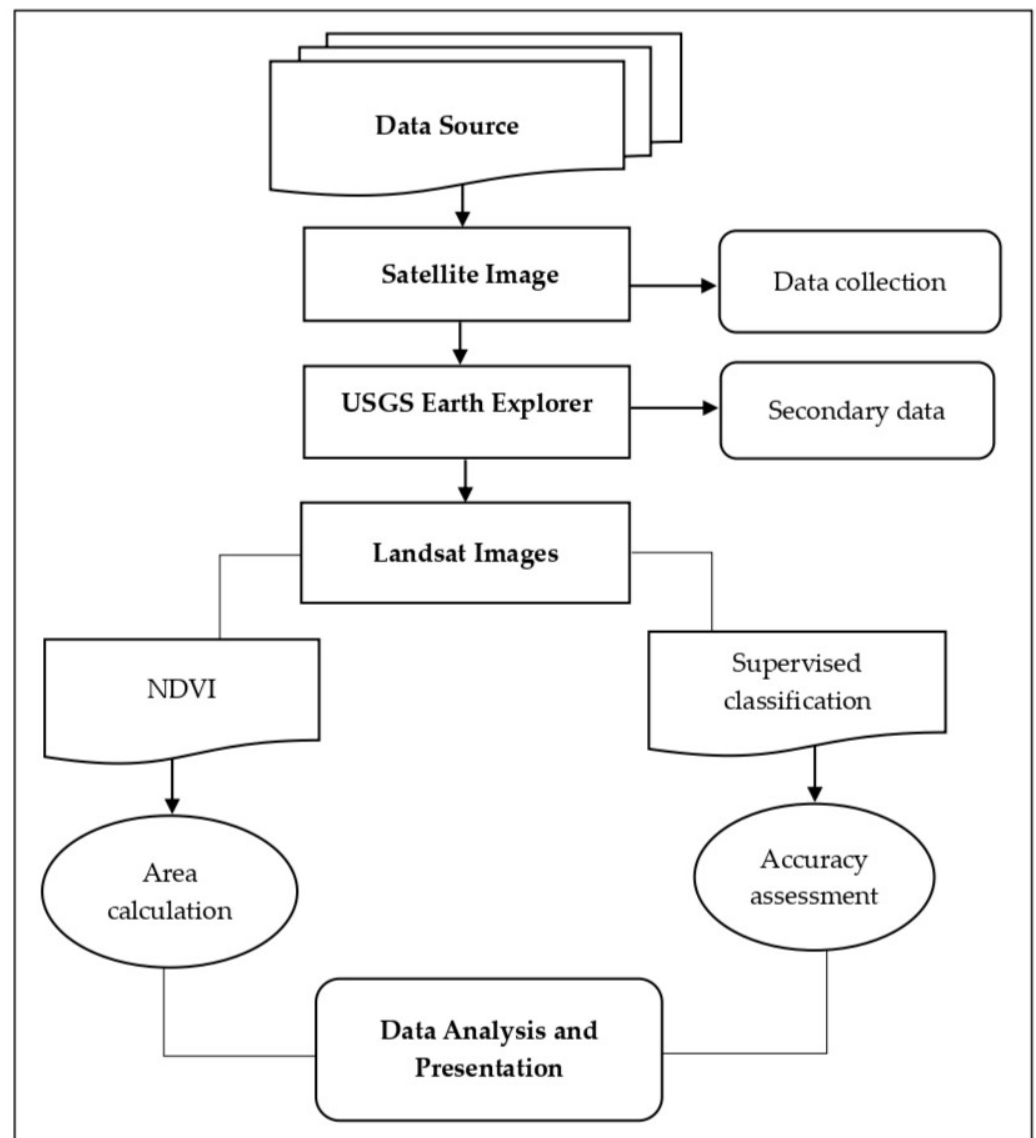 Data Source
Satellite Image
Data collection
USGS Earth Explorer
Secondary data
Landsat Images
NDVI
Supervised
classification
Area
calculation
Accuracy
assessment
Data Analysis and
Presentation